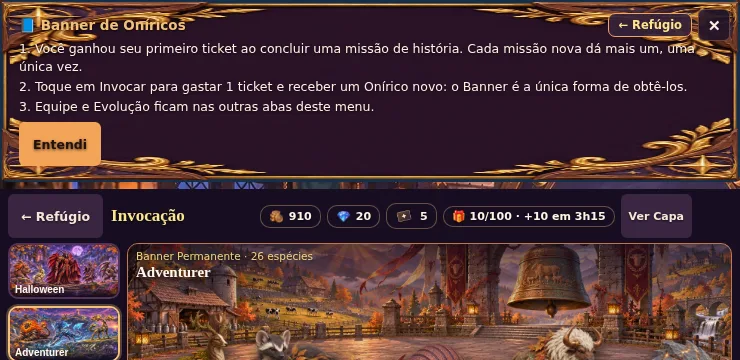 Banner de Oníricos
← Refúgio
×
1. Você ganhou seu primeiro ticket ao concluir uma missão de história. Cada missão nova dá mais um, uma
única vez.
2. Toque em Invocar para gastar 1 ticket e receber um Onírico novo: o Banner é a única forma de obtê-los.
3. Equipe e Evolução ficam nas outras abas deste menu.
Entendi
← Refúgio
Invocação
910
20
5
10/100 · +10 em 3h15
Ver Capa
Halloween
Adventurer
Banner Permanente · 26 espécies
Adventurer